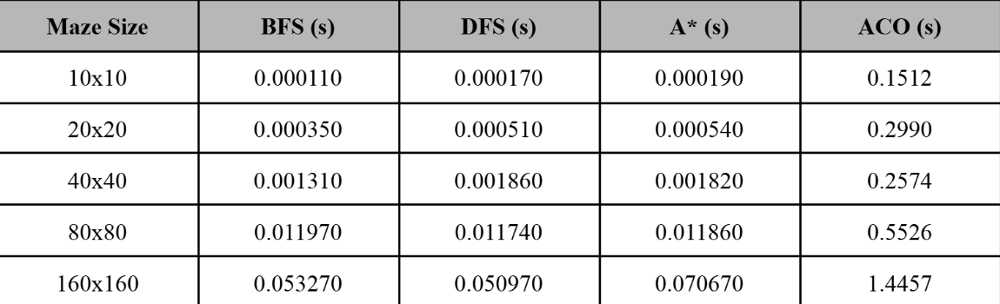 Maze Size BFS (s) DFS (s) A* (s) ACO (s)
10x10 0.000110 0.000170 0.000190 0.1512
20x20 0.000350 0.000510 0.000540 0.2990
40x40 0.001310 0.001860 0.001820 0.2574
80x80 0.011970 0.011740 0.011860 0.5526
160x160 0.053270 0.050970 0.070670 1.4457